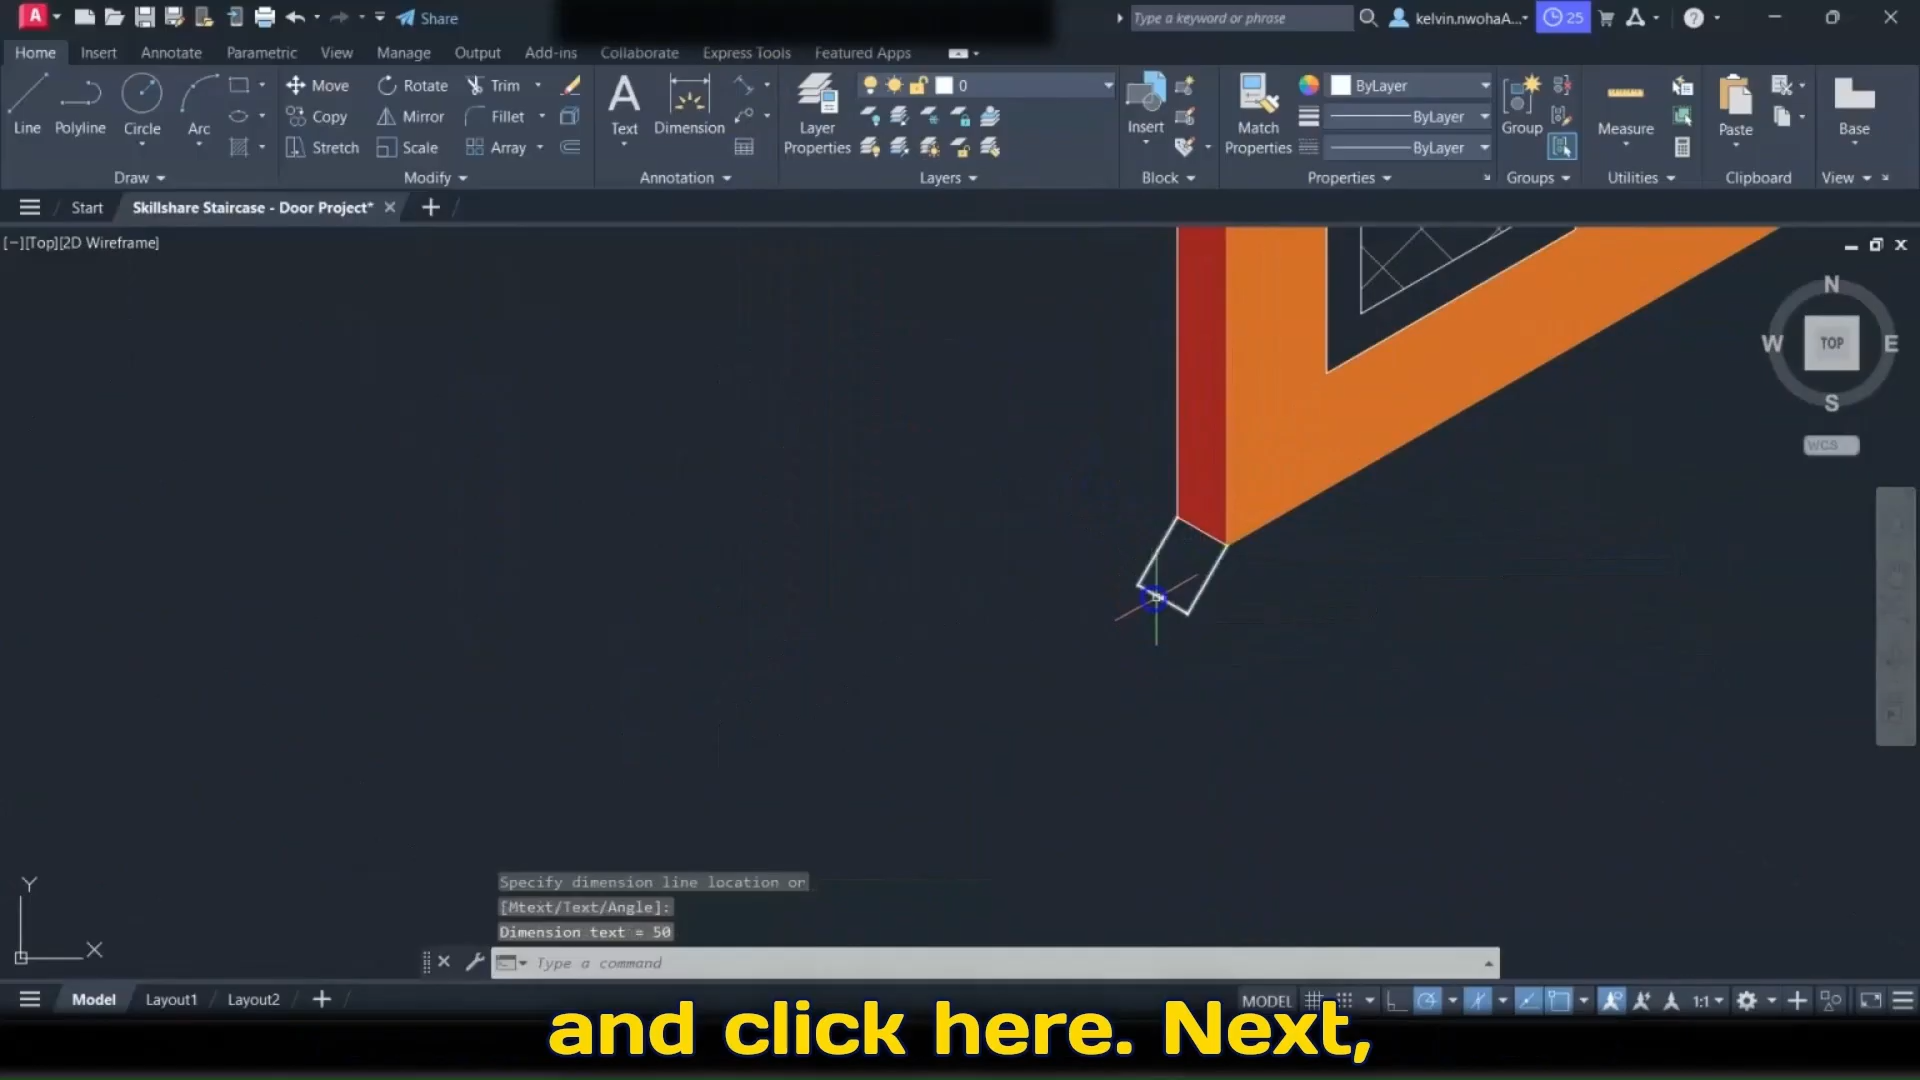 A Share Type a keyword or phrase kelvin.nwohaA... 25
Home Insert Annotate Parametric View Manage Output Add-ins Collaborate Express Tools Featured Apps
Line Polyline Circle Arc Move Rotate Trim Copy Mirror Fillet Stretch Scale Array Text Dimension Layer Properties 0 Insert Match Properties ByLayer ByLayer ByLayer Group Measure Paste Base
Draw Modify Annotation Layers Block Properties Groups Utilities Clipboard View
Start Skillshare Staircase - Door Project*
[−][Top][2D Wireframe]
N
W TOP E
S
WCS
Specify dimension line location or
[Mtext/Text/Angle]:
Dimension text = 50
Y
X
Type a command
Model Layout1 Layout2 MODEL 1:1
and click here. Next,